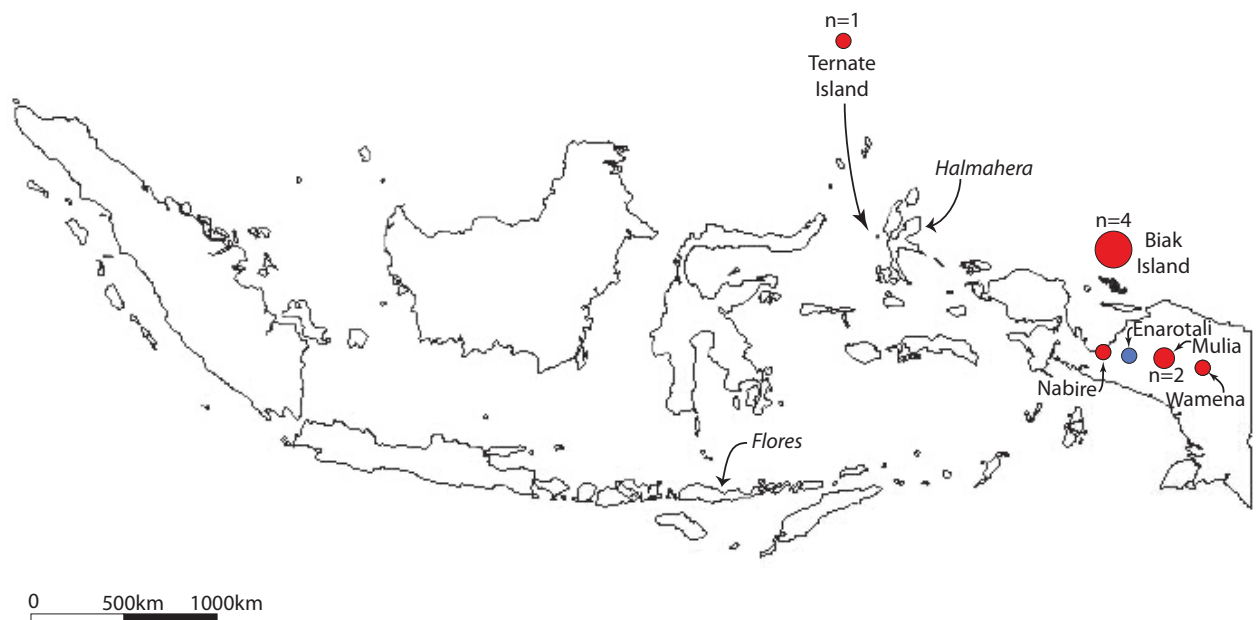 n=1
Ternate
Island
Halmahera
n=4
Biak
Island
Enarotali
Mulia
n=2
Nabire
Wamena
Flores
0 500km 1000km